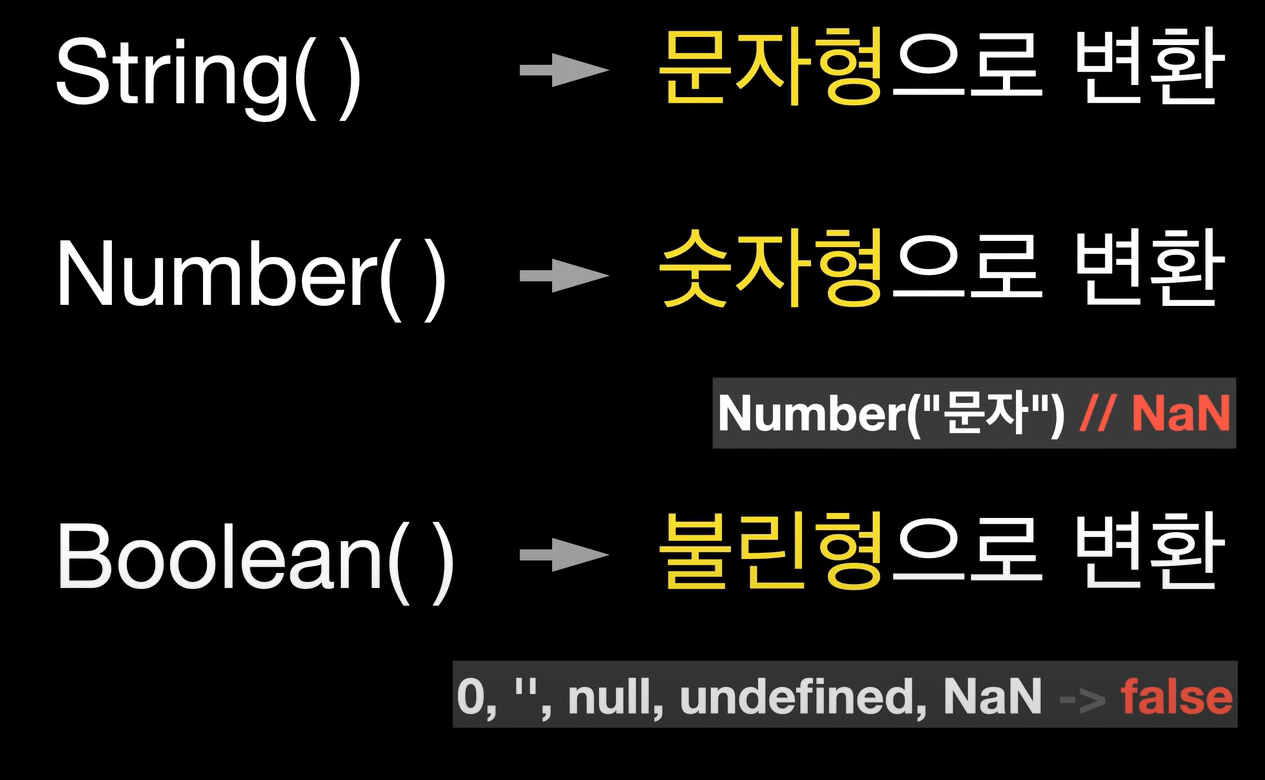 String( ) 문자형으로 변환
Number( ) 숫자형으로 변환
Number("문자") // NaN
Boolean( ) 불린형으로 변환
0, '', null, undefined, NaN -> false